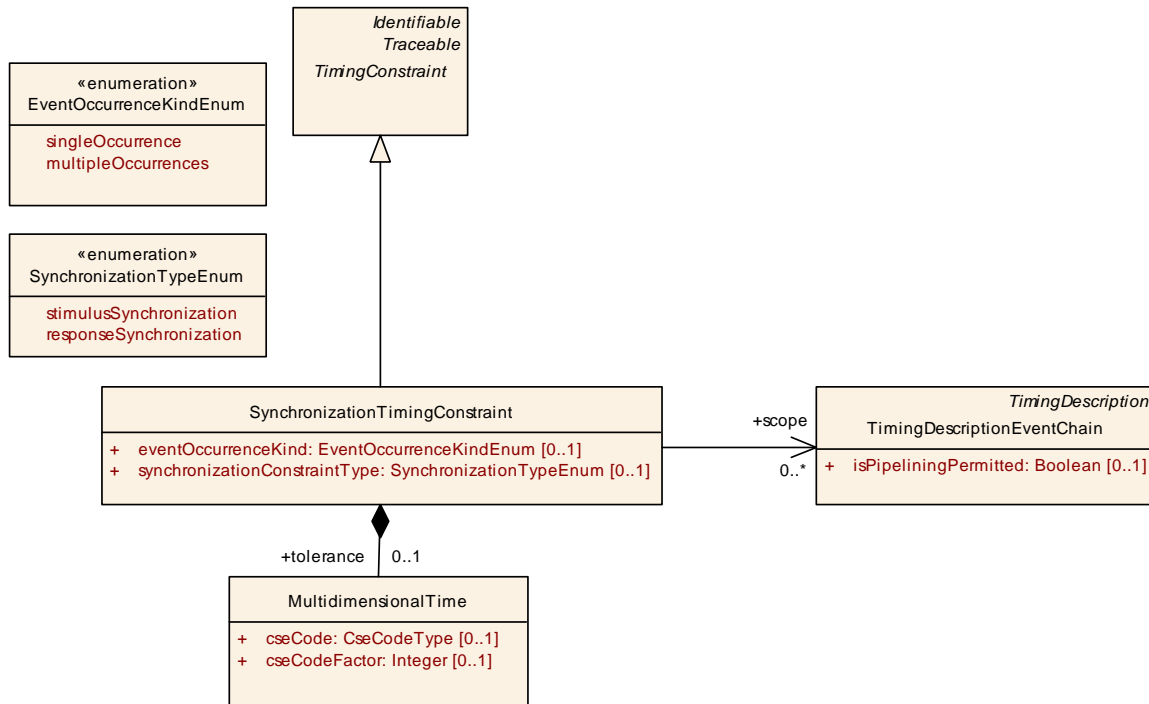 Identifiable
Traceable
TimingConstraint
«enumeration»
EventOccurrenceKindEnum
singleOccurrence
multipleOccurrences
«enumeration»
SynchronizationTypeEnum
stimulusSynchronization
responseSynchronization
SynchronizationTimingConstraint
+ eventOccurrenceKind: EventOccurrenceKindEnum [0..1]
+ synchronizationConstraintType: SynchronizationTypeEnum [0..1]
+scope
0..*
TimingDescription
TimingDescriptionEventChain
+ isPipeliningPermitted: Boolean [0..1]
+tolerance
0..1
MultidimensionalTime
+ cseCode: CseCodeType [0..1]
+ cseCodeFactor: Integer [0..1]